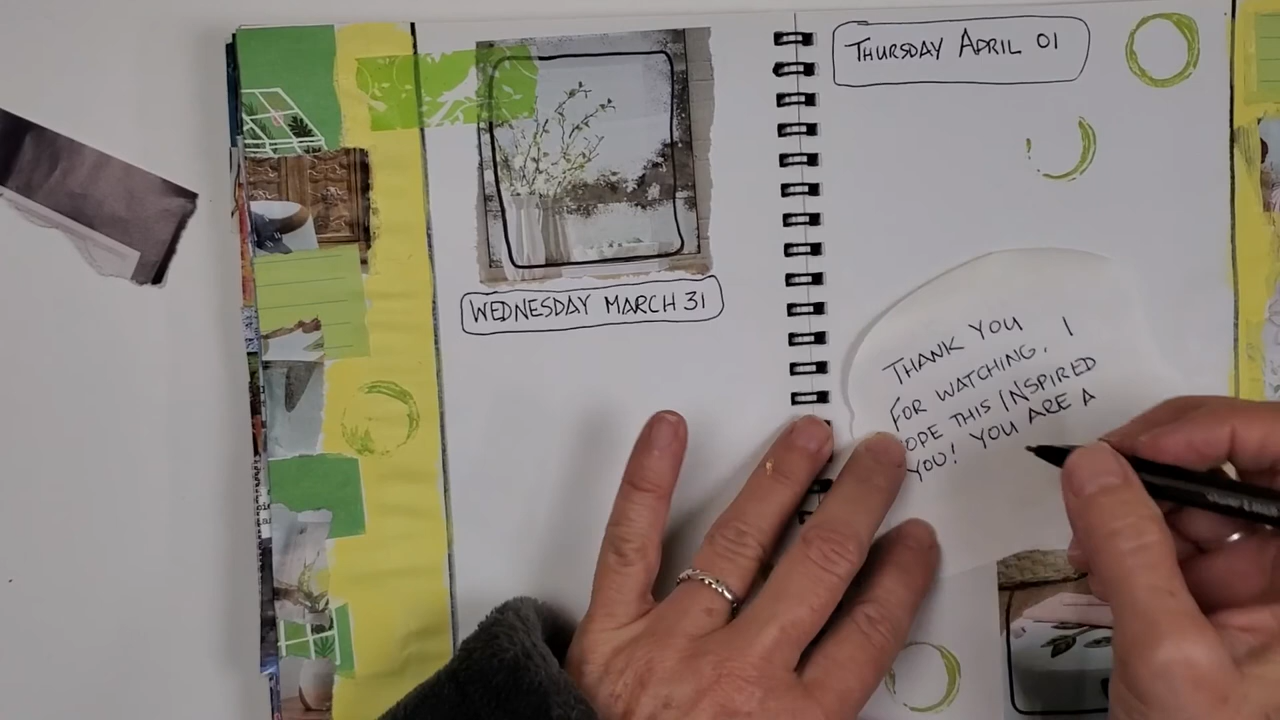 WEDNESDAY MARCH 31
THURSDAY APRIL 01
THANK YOU
FOR WATCHING. I
OPE THIS INSPIRED
YOU! YOU ARE A